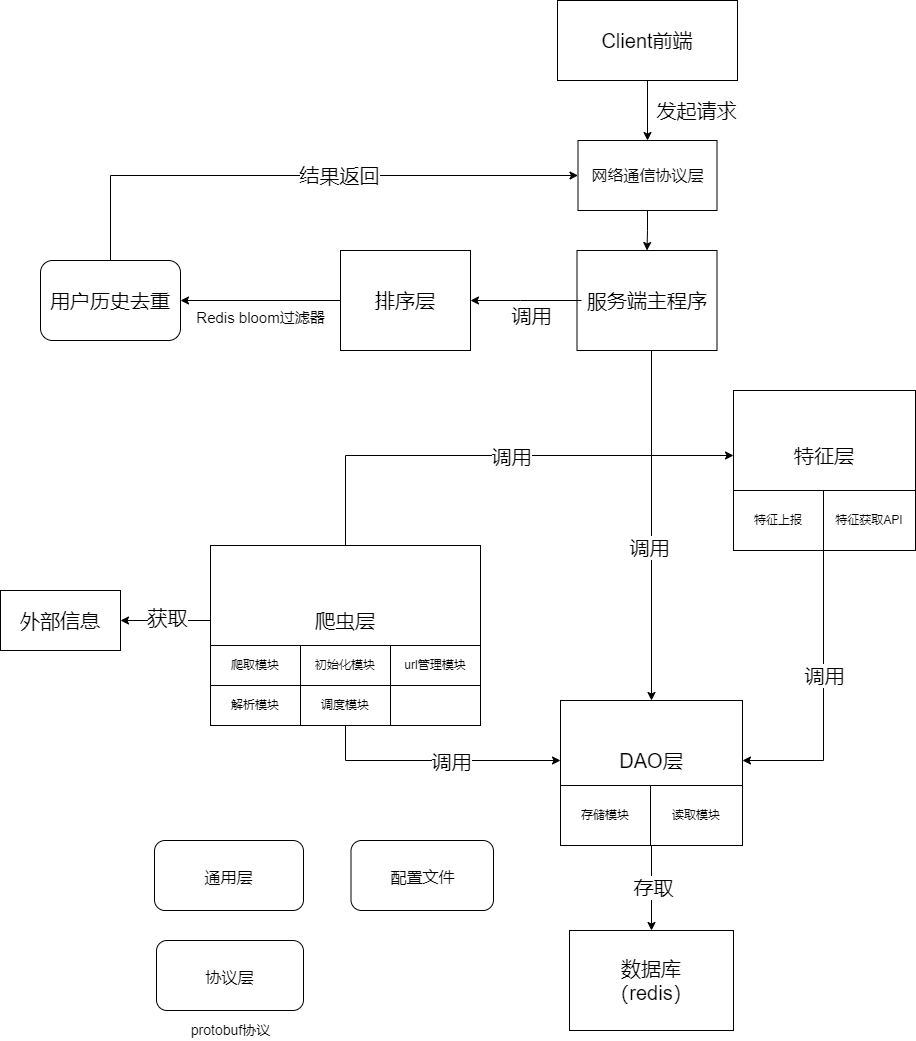 Client前端
发起请求
结果返回
网络通信协议层
用户历史去重
Redis bloom过滤器
排序层
调用
服务端主程序
调用
特征层
特征上报
特征获取API
调用
外部信息
获取
爬虫层
爬取模块
初始化模块
url管理模块
解析模块
调度模块
调用
调用
DAO层
存储模块
读取模块
存取
数据库
（redis）
通用层
配置文件
协议层
protobuf协议